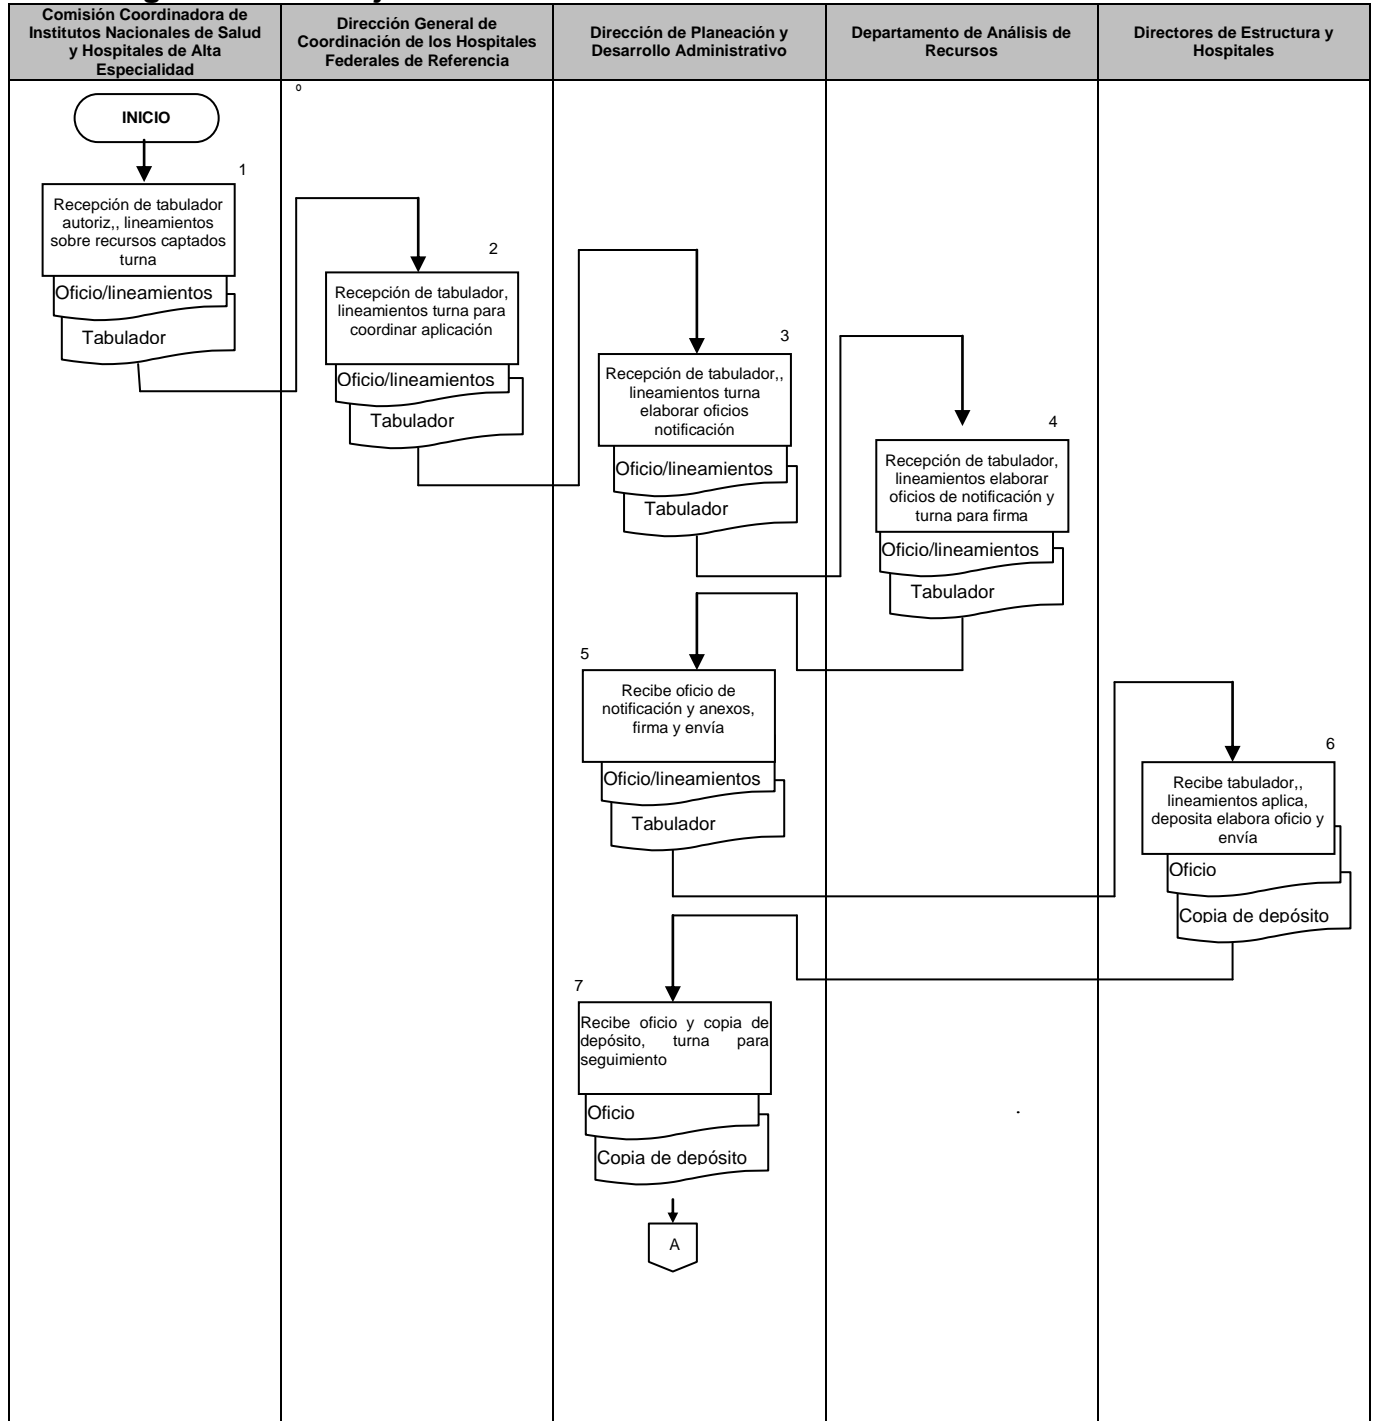 Comisión Coordinadora de
Institutos Nacionales de Salud
y Hospitales de Alta
Especialidad
Dirección General de
Coordinación de los Hospitales
Federales de Referencia
Dirección de Planeación y
Desarrollo Administrativo
Departamento de Análisis de
Recursos
Directores de Estructura y
Hospitales
º
INICIO
1
Recepción de tabulador
autoriz,, lineamientos
sobre recursos captados
turna
Oficio/lineamientos
Tabulador
2
Recepción de tabulador,
lineamientos turna para
coordinar aplicación
Oficio/lineamientos
Tabulador
3
Recepción de tabulador,,
lineamientos turna
elaborar oficios
notificación
Oficio/lineamientos
Tabulador
4
Recepción de tabulador,
lineamientos elaborar
oficios de notificación y
turna para firma
Oficio/lineamientos
Tabulador
5
Recibe oficio de
notificación y anexos,
firma y envía
Oficio/lineamientos
Tabulador
6
Recibe tabulador,,
lineamientos aplica,
deposita elabora oficio y
envía
Oficio
Copia de depósito
7
Recibe oficio y copia de
depósito, turna para
seguimiento
Oficio
Copia de depósito
.
A